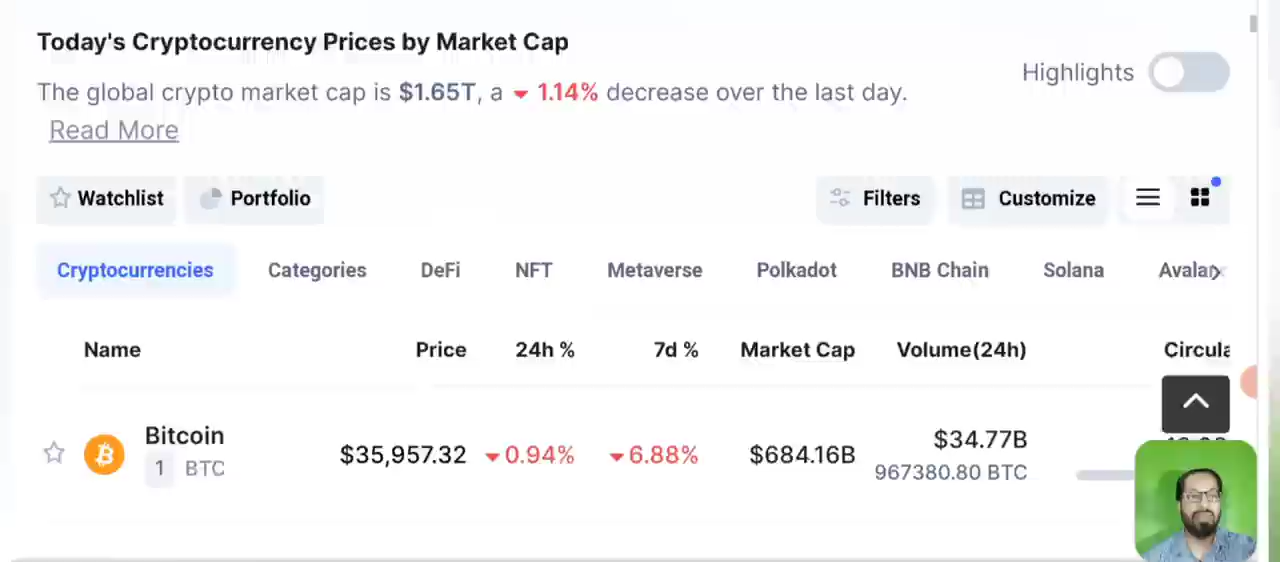 Today's Cryptocurrency Prices by Market Cap
Highlights
The global crypto market cap is $1.65T, a 1.14% decrease over the last day.
Read More
Watchlist Portfolio Filters Customize
Cryptocurrencies Categories DeFi NFT Metaverse Polkadot BNB Chain Solana
Name Price 24h % 7d % Market Cap Volume(24h)
Bitcoin
1 BTC
$35,957.32 0.94% 6.88% $684.16B
$34.77B
967380.80 BTC